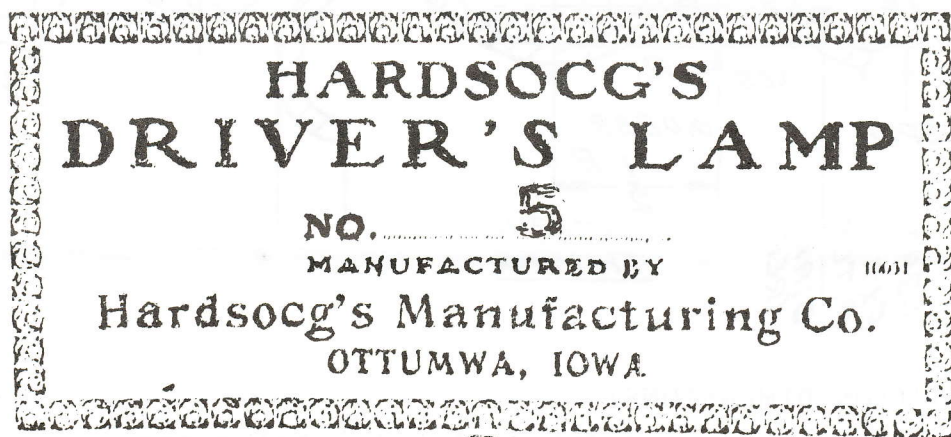 HARDSOCG'S
DRIVER'S LAMP
NO. 5
MANUFACTURED BY
Hardsocg's Manufacturing Co.
OTTUMWA, IOWA